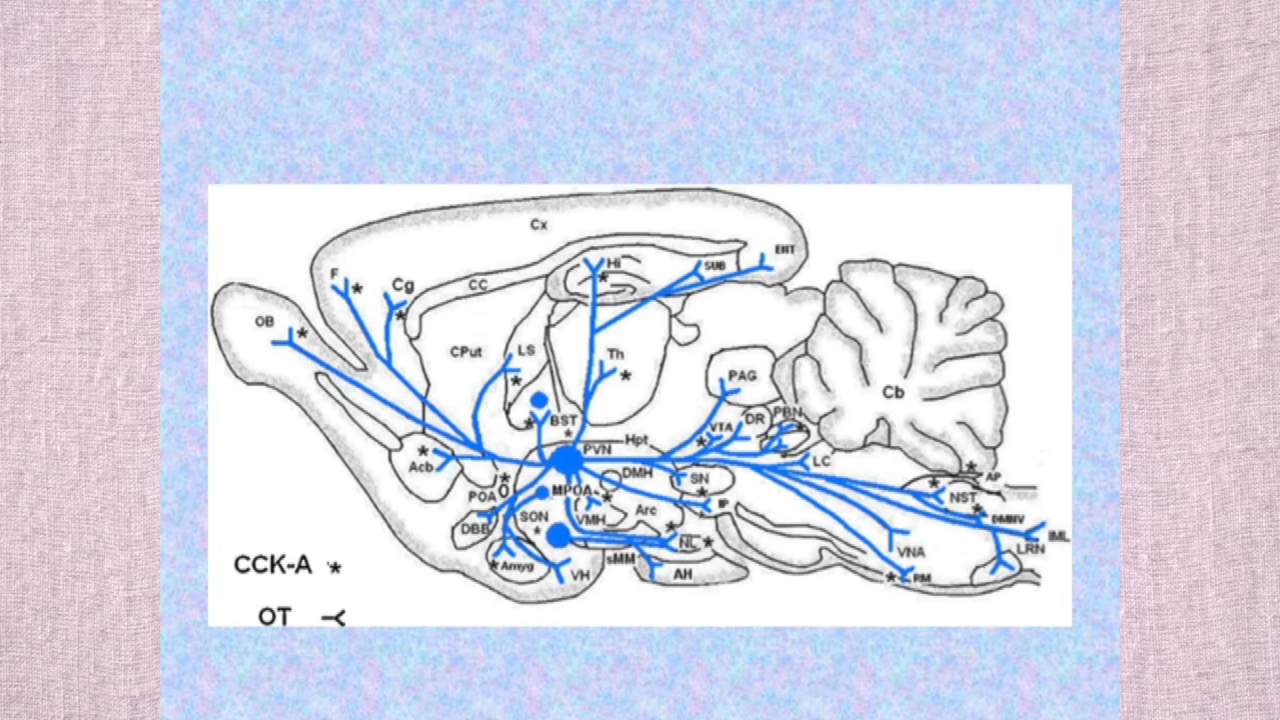 Cx
ENT
Hi
SUB
F
Cg
CC
OB
CPut
LS
Th
PAG
Cb
BST
VTA
DR
PBN
Hpt
PVN
Acb
LC
DMH
SN
AP
POA
MPOA
IP
NST
SON
Arc
VMH
DBB
DMNV
IML
NL
LRN
VNA
sMM
Amyg
VH
AH
RM
CCK-A *
OT